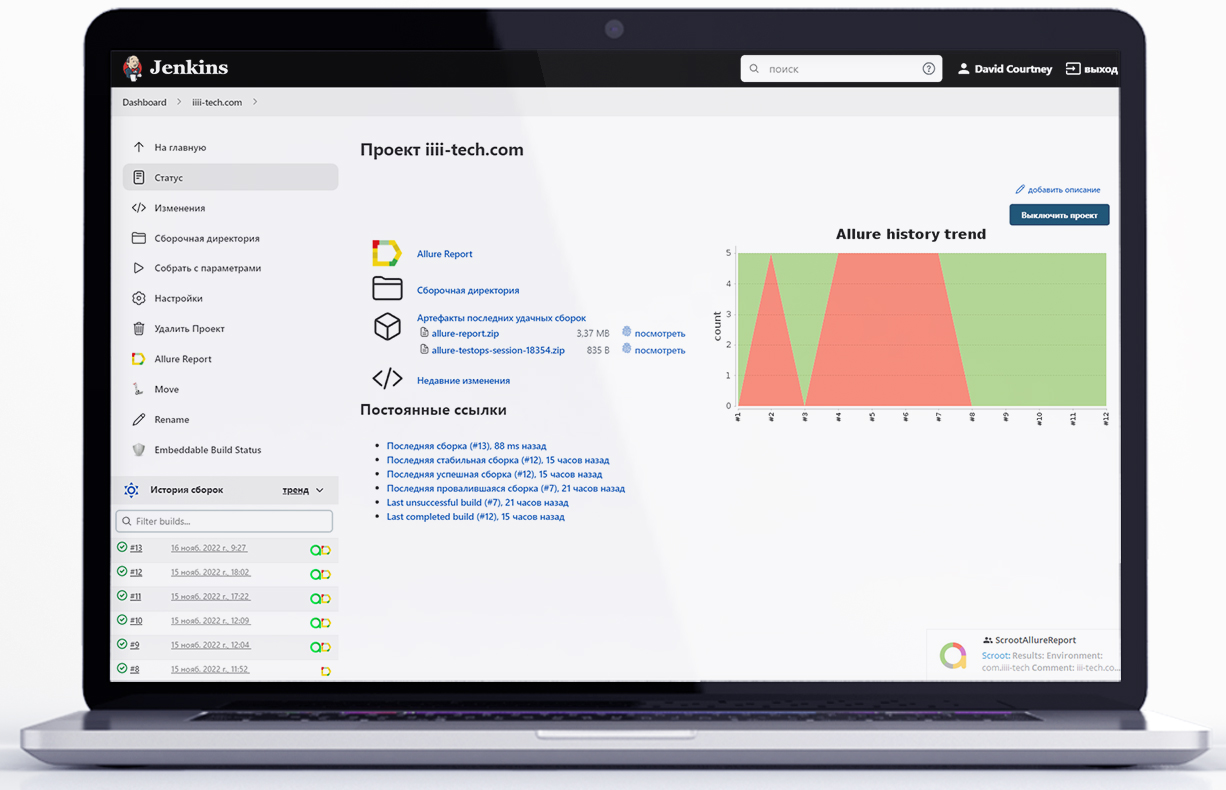 Jenkins
поиск
David Courtney
выход
Dashboard
iiii-tech.com
На главную
Статус
Изменения
Сборочная директория
Собрать с параметрами
Настройки
Удалить Проект
Allure Report
Move
Rename
Embeddable Build Status
История сборок
тренд
Filter builds...
#13 16 нояб. 2022 г., 9:27
#12 15 нояб. 2022 г., 18:02
#11 15 нояб. 2022 г., 17:22
#10 15 нояб. 2022 г., 12:09
#9 15 нояб. 2022 г., 12:04
#8 15 нояб. 2022 г., 11:52
Проект iiii-tech.com
добавить описание
Выключить проект
Allure Report
Сборочная директория
Артефакты последних удачных сборок
allure-report.zip 3,37 MB посмотреть
allure-testops-session-18354.zip 835 B посмотреть
Недавние изменения
Постоянные ссылки
Последняя сборка (#13), 88 ms назад
Последняя стабильная сборка (#12), 15 часов назад
Последняя успешная сборка (#12), 15 часов назад
Последняя провалившаяся сборка (#7), 21 часов назад
Last unsuccessful build (#7), 21 часов назад
Last completed build (#12), 15 часов назад
Allure history trend
count
5
4
3
2
1
0
#1 #2 #3 #4 #5 #6 #7 #8 #9 #10 #11 #12
ScrootAllureReport
Scroot: Results: Environment:
com.iiii-tech Comment: iii-tech.co...